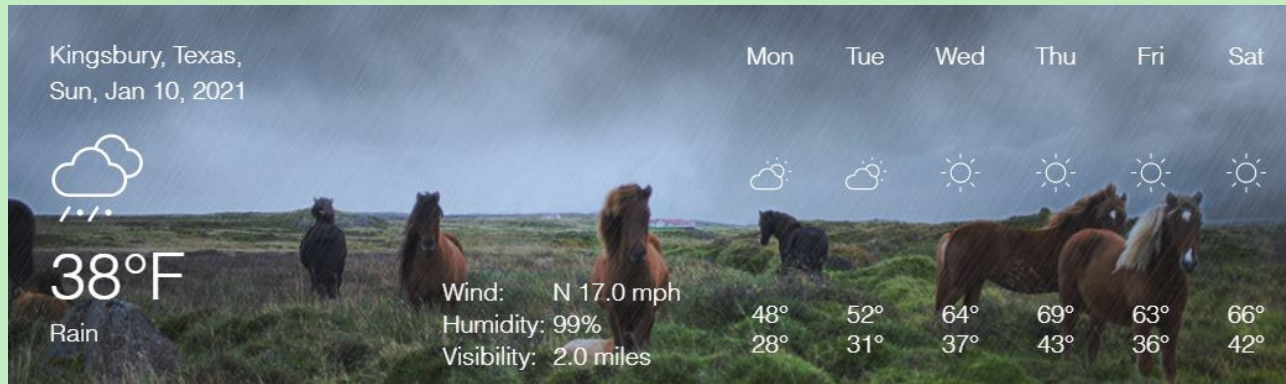 Kingsbury, Texas,
Sun, Jan 10, 2021
38°F
Rain
Wind: N 17.0 mph
Humidity: 99%
Visibility: 2.0 miles
Mon Tue Wed Thu Fri Sat
48° 52° 64° 69° 63° 66°
28° 31° 37° 43° 36° 42°